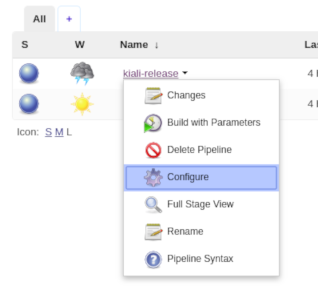 All +
S W Name ↓ La
kiali-release 4
Changes
4
Build with Parameters
Icon: S M L
Delete Pipeline
Configure
Full Stage View
Rename
Pipeline Syntax